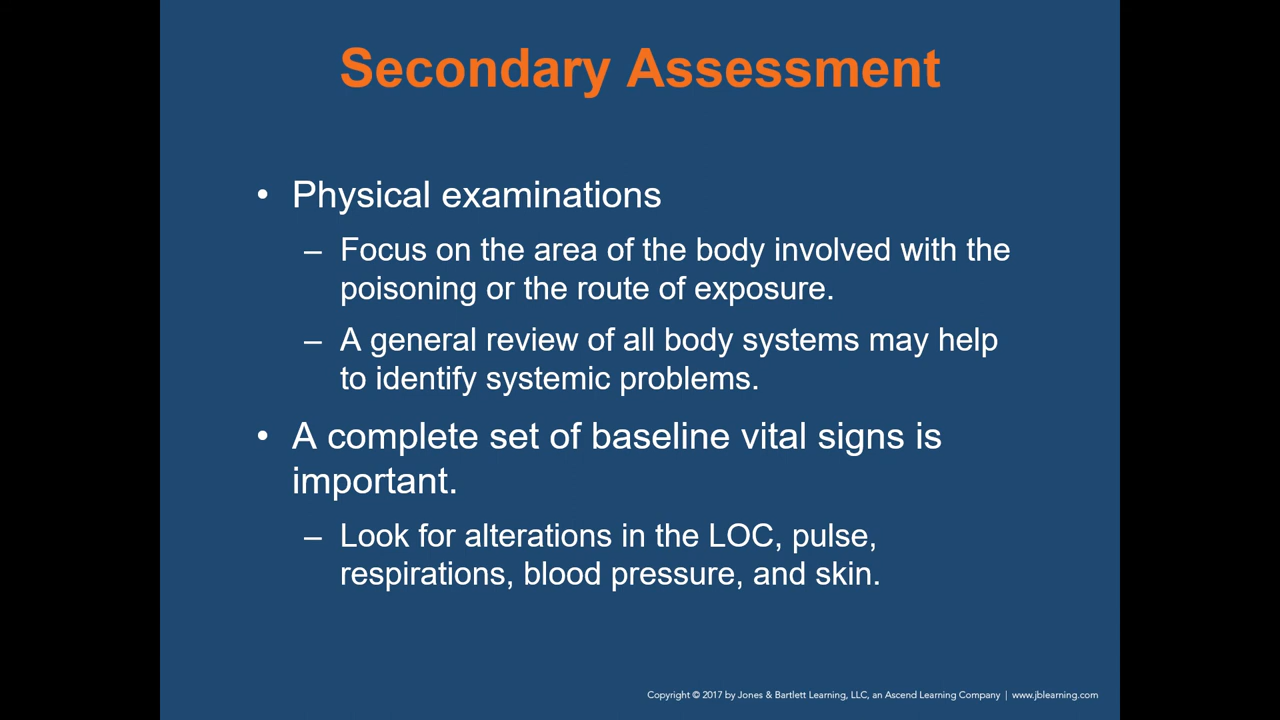 Secondary Assessment
• Physical examinations
– Focus on the area of the body involved with the
poisoning or the route of exposure.
– A general review of all body systems may help
to identify systemic problems.
• A complete set of baseline vital signs is
important.
– Look for alterations in the LOC, pulse,
respirations, blood pressure, and skin.
Copyright © 2017 by Jones & Bartlett Learning, LLC, an Ascend Learning Company | www.jblearning.com